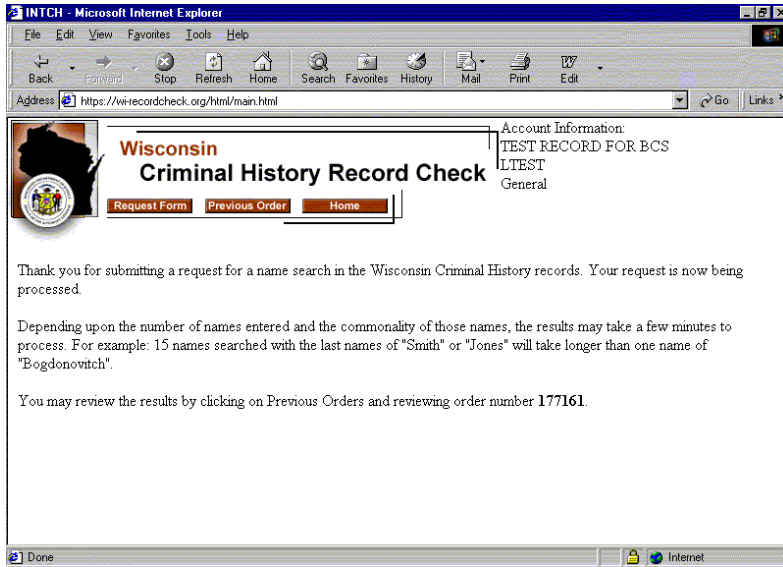 INTCH - Microsoft Internet Explorer
File Edit View Favorites Tools Help
Back Forward Stop Refresh Home Search Favorites History Mail Print Edit
Address https://wi-recordcheck.org/html/main.html Go Links
Wisconsin
Criminal History Record Check
Request Form Previous Order Home
Account Information:
TEST RECORD FOR BCS
LTEST
General
Thank you for submitting a request for a name search in the Wisconsin Criminal History records. Your request is now being
processed.
Depending upon the number of names entered and the commonality of those names, the results may take a few minutes to
process. For example: 15 names searched with the last names of "Smith" or "Jones" will take longer than one name of
"Bogdonovitch".
You may review the results by clicking on Previous Orders and reviewing order number 177161.
Done Internet